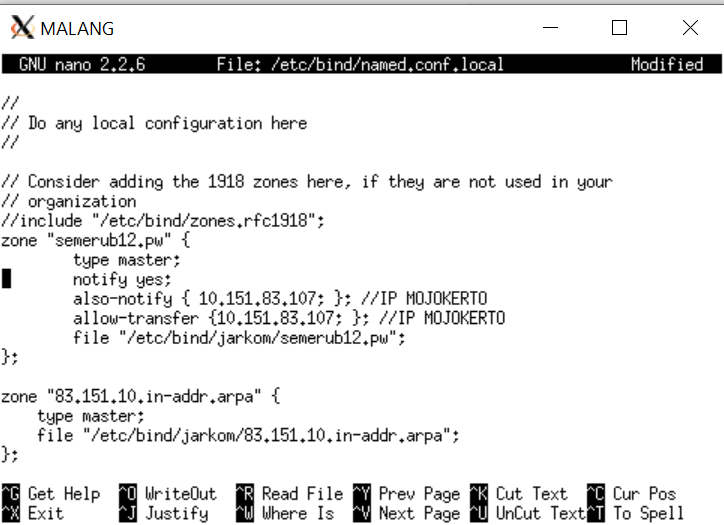 MALANG
GNU nano 2.2.6 File: /etc/bind/named.conf.local Modified
//
// Do any local configuration here
//
// Consider adding the 1918 zones here, if they are not used in your
// organization
//include "/etc/bind/zones.rfc1918";
zone "semerub12.pw" {
type master;
notify yes;
also-notify { 10.151.83.107; }; //IP MOJOKERTO
allow-transfer {10.151.83.107; }; //IP MOJOKERTO
file "/etc/bind/jarkom/semerub12.pw";
};
zone "83.151.10.in-addr.arpa" {
type master;
file "/etc/bind/jarkom/83.151.10.in-addr.arpa";
};
^G Get Help ^O WriteOut ^R Read File ^Y Prev Page ^K Cut Text ^C Cur Pos
^X Exit ^J Justify ^W Where Is ^V Next Page ^U UnCut Text ^T To Spell